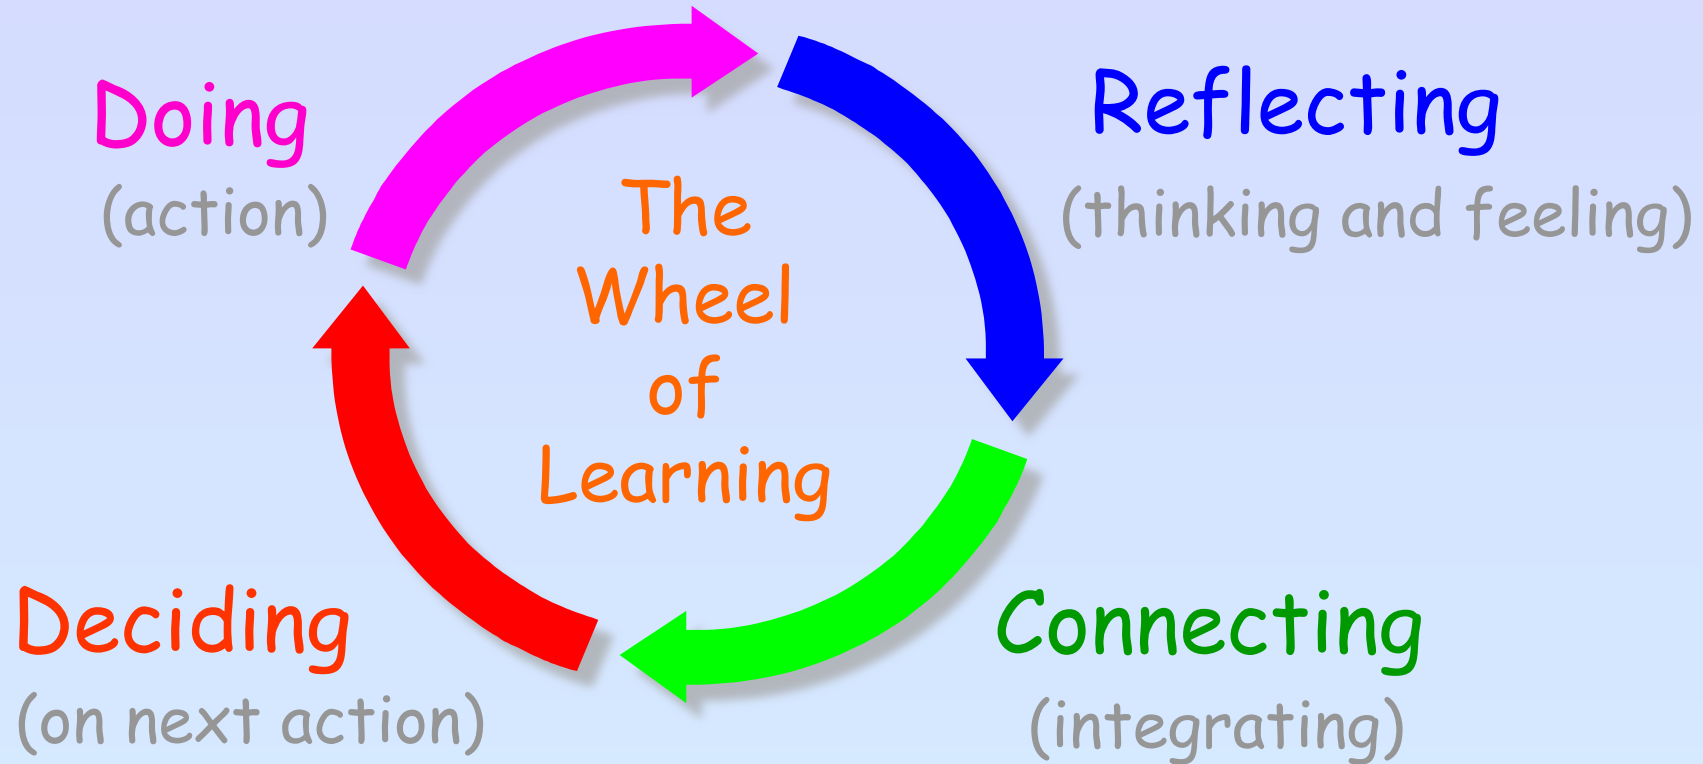 Doing
(action)
Reflecting
(thinking and feeling)
The
Wheel
of
Learning
Deciding
(on next action)
Connecting
(integrating)